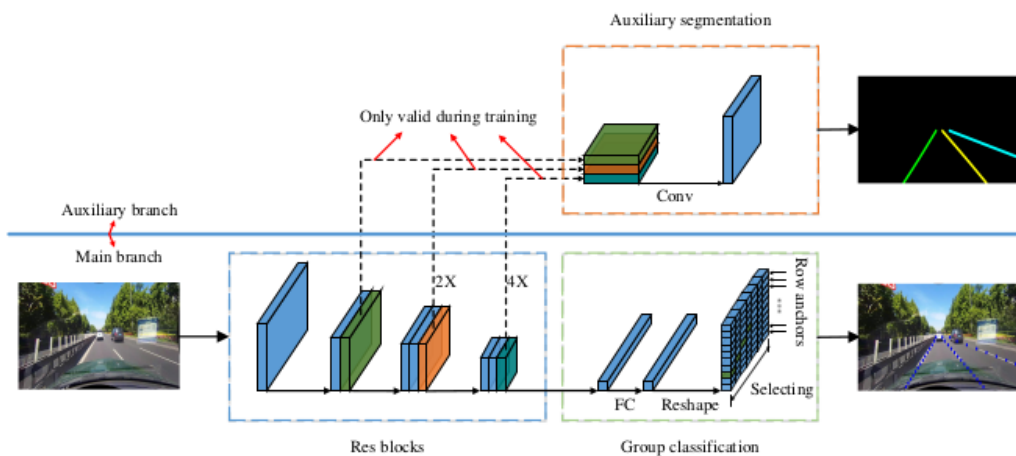 Auxiliary segmentation
Only valid during training
Conv
Auxiliary branch
Main branch
2X
4X
Row anchors
FC
Reshape
Selecting
Res blocks
Group classification